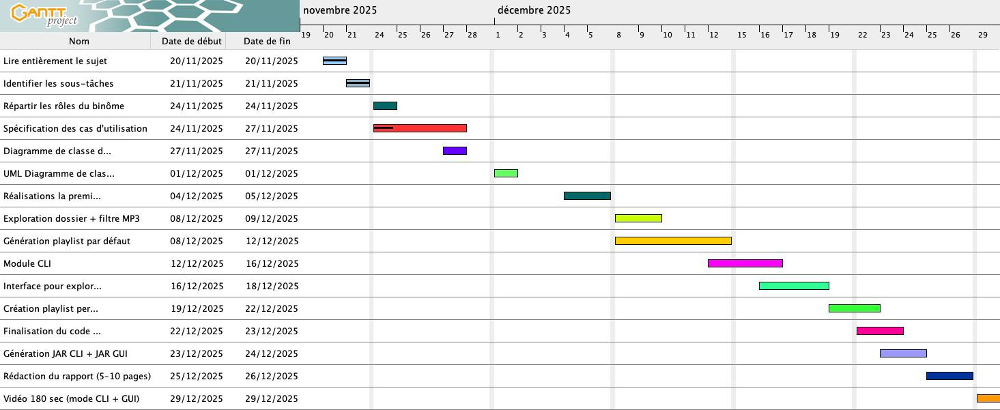 GANTT project
novembre 2025 décembre 2025
19 20 21 24 25 26 27 28 1 2 3 4 5 8 9 10 11 12 15 16 17 18 19 22 23 24 25 26 29
Nom Date de début Date de fin
Lire entièrement le sujet 20/11/2025 20/11/2025
Identifier les sous-tâches 21/11/2025 21/11/2025
Répartir les rôles du binôme 24/11/2025 24/11/2025
Spécification des cas d'utilisation 24/11/2025 27/11/2025
Diagramme de classe d... 27/11/2025 27/11/2025
UML Diagramme de clas... 01/12/2025 01/12/2025
Réalisations la premi... 04/12/2025 05/12/2025
Exploration dossier + filtre MP3 08/12/2025 09/12/2025
Génération playlist par défaut 08/12/2025 12/12/2025
Module CLI 12/12/2025 16/12/2025
Interface pour explor... 16/12/2025 18/12/2025
Création playlist per... 19/12/2025 22/12/2025
Finalisation du code ... 22/12/2025 23/12/2025
Génération JAR CLI + JAR GUI 23/12/2025 24/12/2025
Rédaction du rapport (5-10 pages) 25/12/2025 26/12/2025
Vidéo 180 sec (mode CLI + GUI) 29/12/2025 29/12/2025